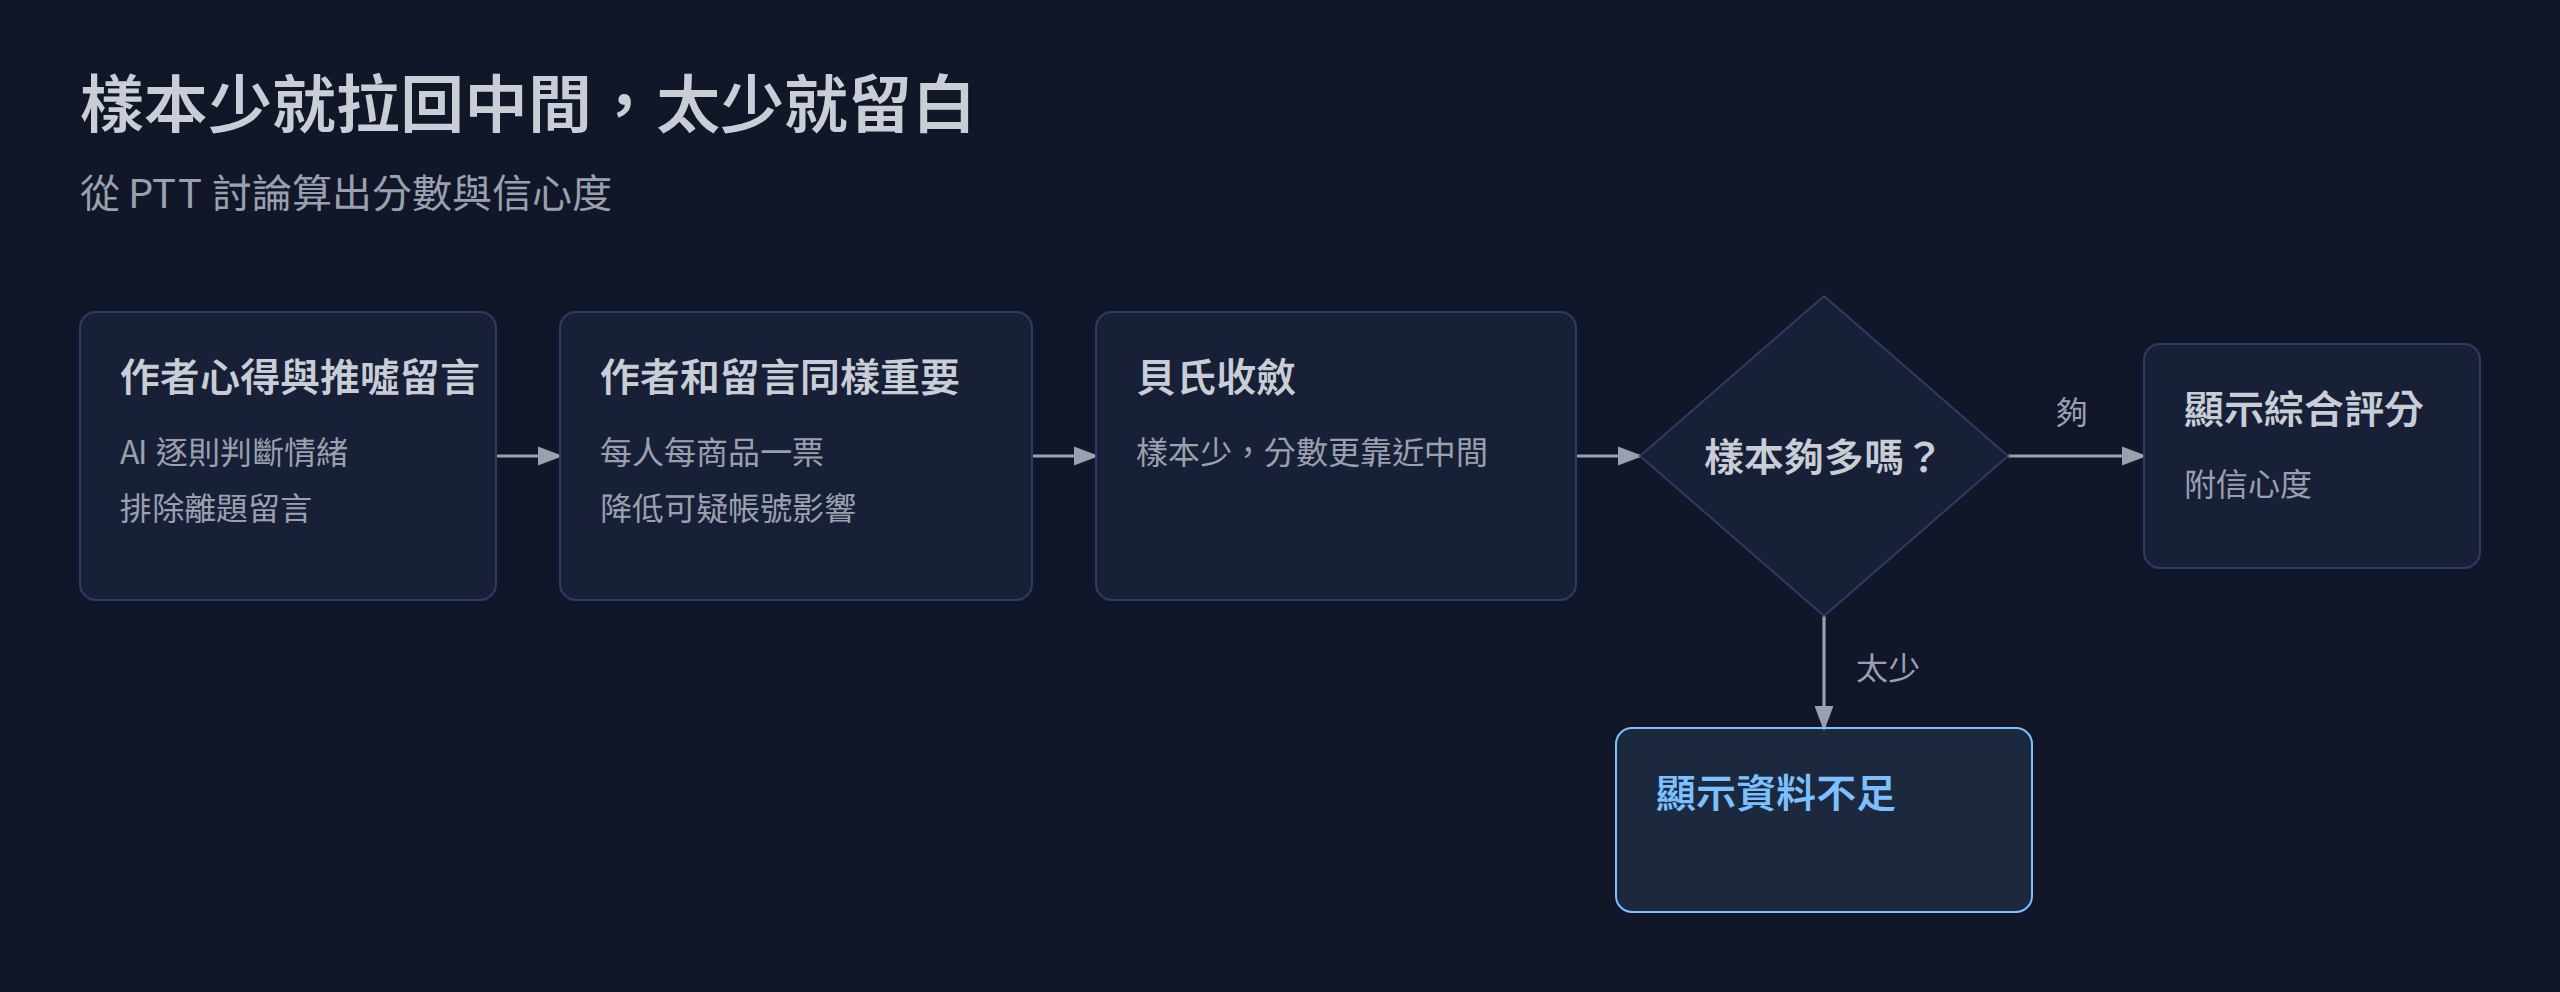 樣本少就拉回中間，太少就留白
從 PTT 討論算出分數與信心度
作者心得與推噓留言
AI 逐則判斷情緒
排除離題留言
作者和留言同樣重要
每人每商品一票
降低可疑帳號影響
貝氏收斂
樣本少，分數更靠近中間
樣本夠多嗎？
夠
顯示綜合評分
附信心度
太少
顯示資料不足